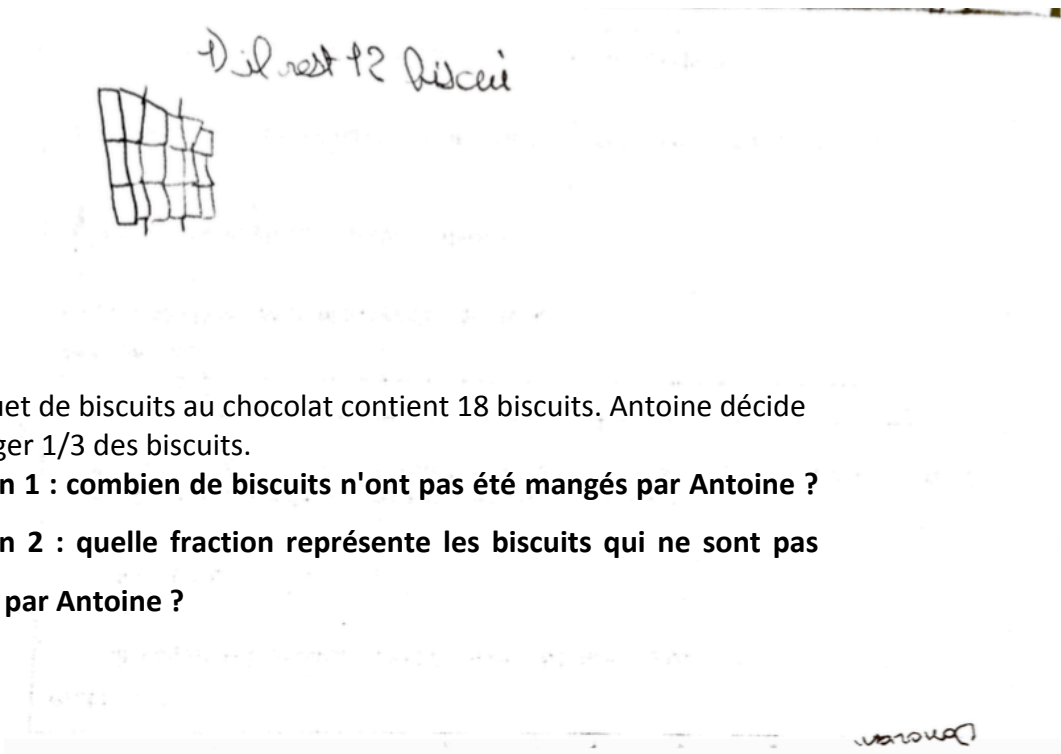 1) il rest 12 biscui
uet de biscuits au chocolat contient 18 biscuits. Antoine décide
ger 1/3 des biscuits.
n 1 : combien de biscuits n'ont pas été mangés par Antoine ?
n 2 : quelle fraction représente les biscuits qui ne sont pas
par Antoine ?
Donovan